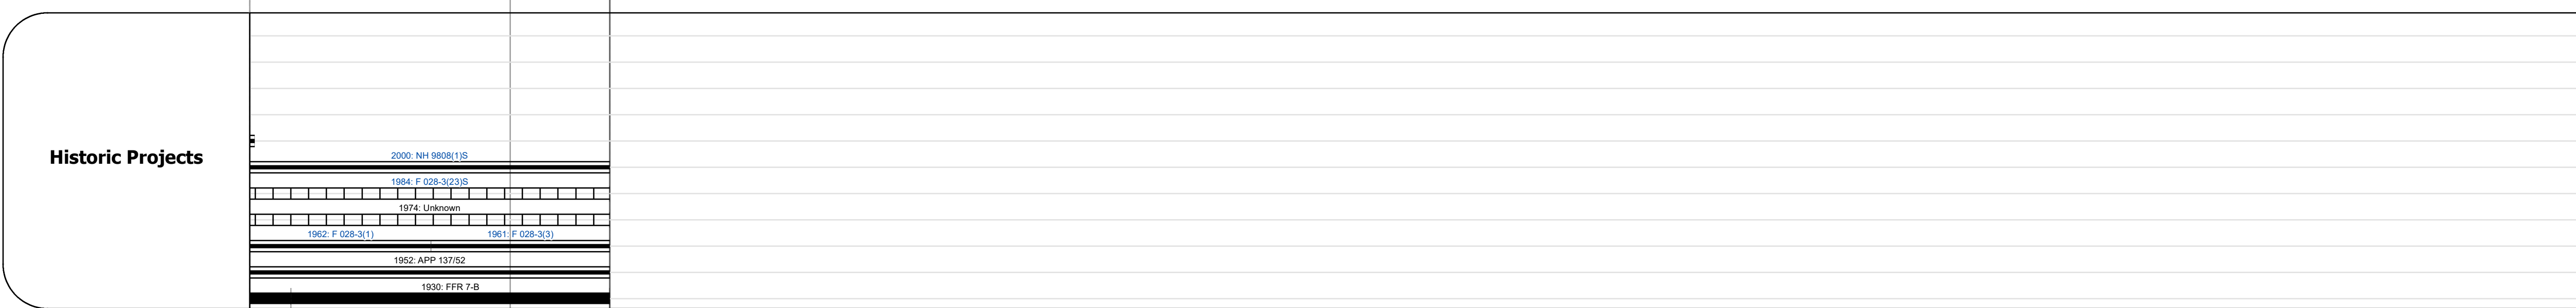 Historic Projects
2000: NH 9808(1)S
1984: F 028-3(23)S
1974: Unknown
1962: F 028-3(1)
1961: F 028-3(3)
1952: APP 137/52
1930: FFR 7-B